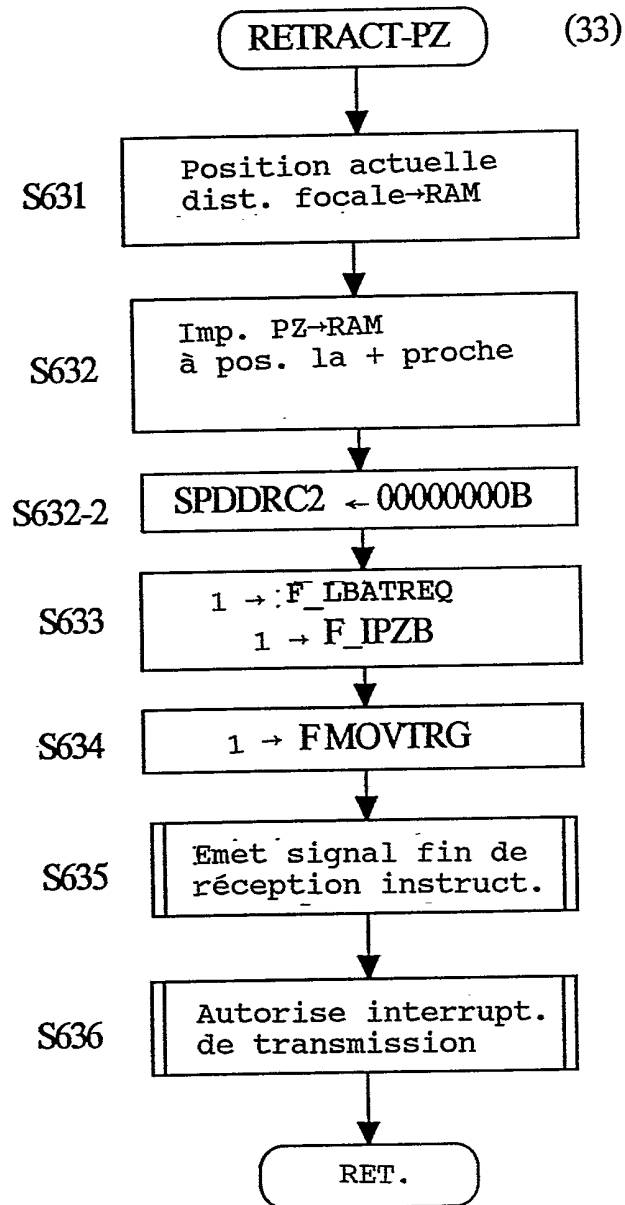 RETRACT-PZ (33)
S631
Position actuelle
dist. focale→RAM
S632
Imp. PZ→RAM
à pos. la + proche
S632-2
SPDDRC2 ← 00000000B
S633
1 → F_LBATREQ
1 → F_IPZB
S634
1 → FMOVTRG
S635
Emet signal fin de
réception instruct.
S636
Autorise interrupt.
de transmission
RET.